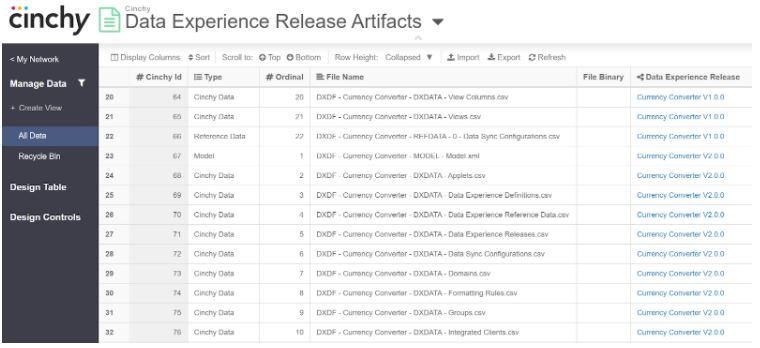 cinchy
Cinchy
Data Experience Release Artifacts
< My Network
Display Columns Sort Scroll to: Top Bottom Row Height: Collapsed Import Export Refresh
Manage Data
# Cinchy Id Type # Ordinal File Name File Binary Data Experience Release
+ Create View
All Data
Recycle Bin
Design Table
Design Controls
20 64 Cinchy Data 20 DXDF - Currency Converter - DXDATA - View Columns.csv Currency Converter V1.0.0
21 65 Cinchy Data 21 DXDF - Currency Converter - DXDATA - Views.csv Currency Converter V1.0.0
22 66 Reference Data 22 DXDF - Currency Converter - REFDATA - 0 - Data Sync Configurations.csv Currency Converter V1.0.0
23 67 Model 1 DXDF - Currency Converter - MODEL - Model.xml Currency Converter V2.0.0
24 68 Cinchy Data 2 DXDF - Currency Converter - DXDATA - Applets.csv Currency Converter V2.0.0
25 69 Cinchy Data 3 DXDF - Currency Converter - DXDATA - Data Experience Definitions.csv Currency Converter V2.0.0
26 70 Cinchy Data 4 DXDF - Currency Converter - DXDATA - Data Experience Reference Data.csv Currency Converter V2.0.0
27 71 Cinchy Data 5 DXDF - Currency Converter - DXDATA - Data Experience Releases.csv Currency Converter V2.0.0
28 72 Cinchy Data 6 DXDF - Currency Converter - DXDATA - Data Sync Configurations.csv Currency Converter V2.0.0
29 73 Cinchy Data 7 DXDF - Currency Converter - DXDATA - Domains.csv Currency Converter V2.0.0
30 74 Cinchy Data 8 DXDF - Currency Converter - DXDATA - Formatting Rules.csv Currency Converter V2.0.0
31 75 Cinchy Data 9 DXDF - Currency Converter - DXDATA - Groups.csv Currency Converter V2.0.0
32 76 Cinchy Data 10 DXDF - Currency Converter - DXDATA - Integrated Clients.csv Currency Converter V2.0.0